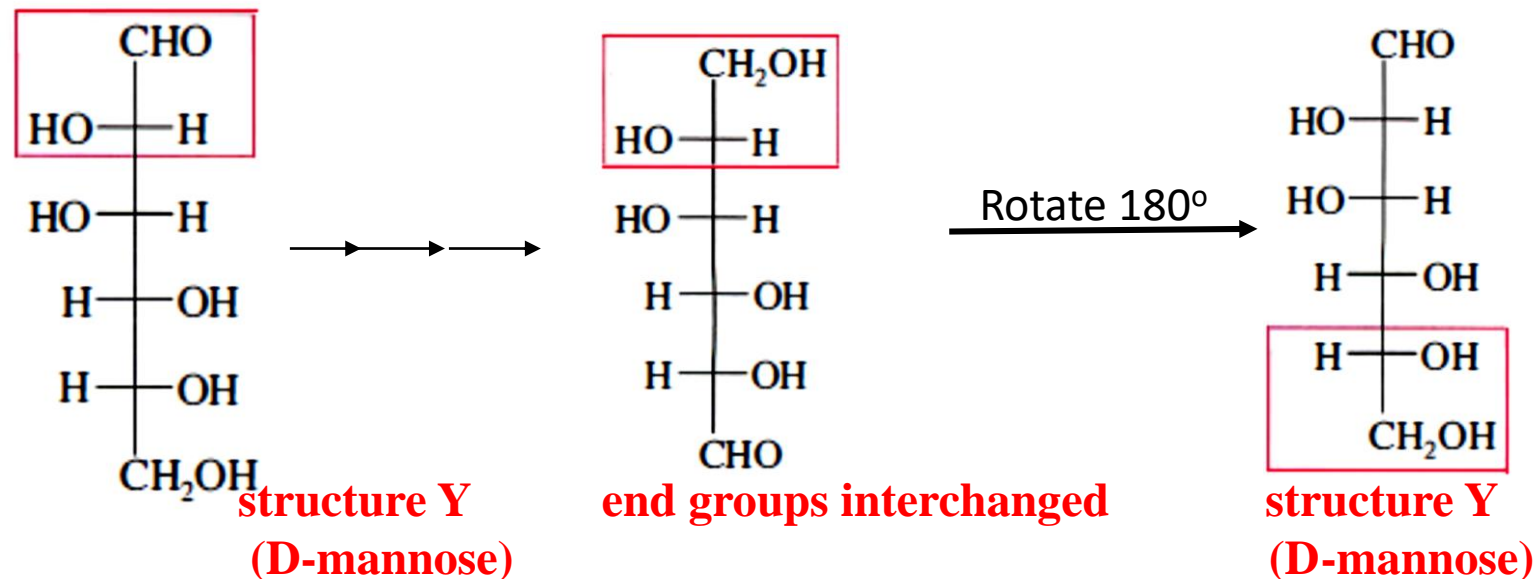 CHO
HO H
HO H
H OH
H OH
CH₂OH
structure Y
(D-mannose)
CH₂OH
HO H
HO H
H OH
H OH
CHO
end groups interchanged
Rotate 180º
CHO
HO H
HO H
H OH
H OH
CH₂OH
structure Y
(D-mannose)